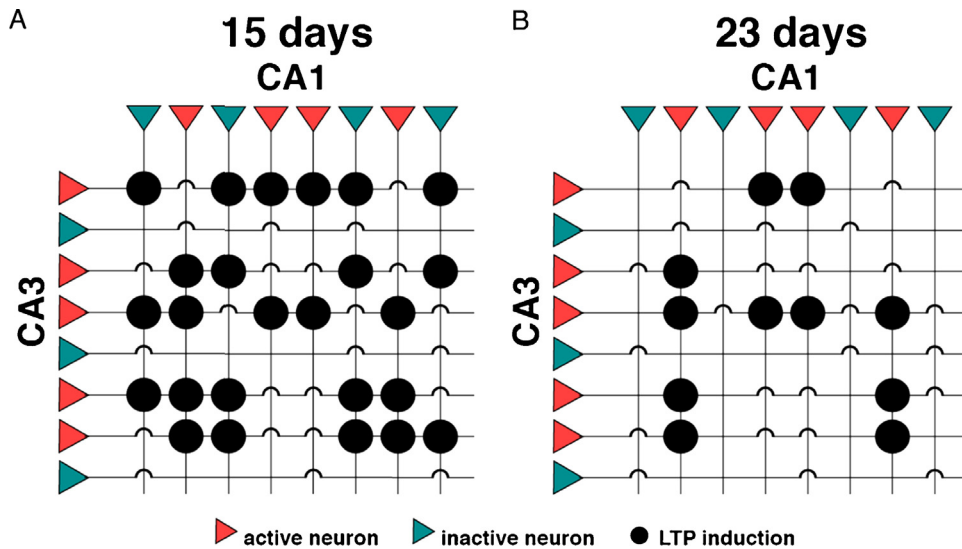 A
15 days
CA1
CA3
B
23 days
CA1
CA3
active neuron
inactive neuron
LTP induction